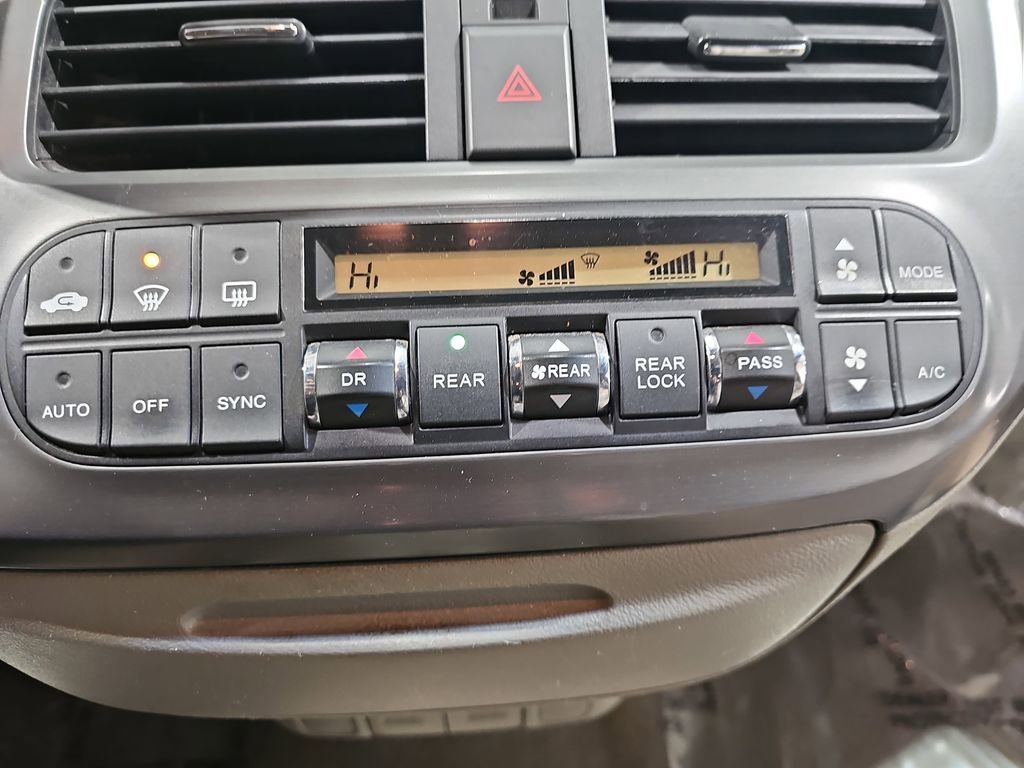 Hi
Hi
MODE
AUTO
OFF
SYNC
DR
REAR
REAR
REAR
LOCK
PASS
A/C